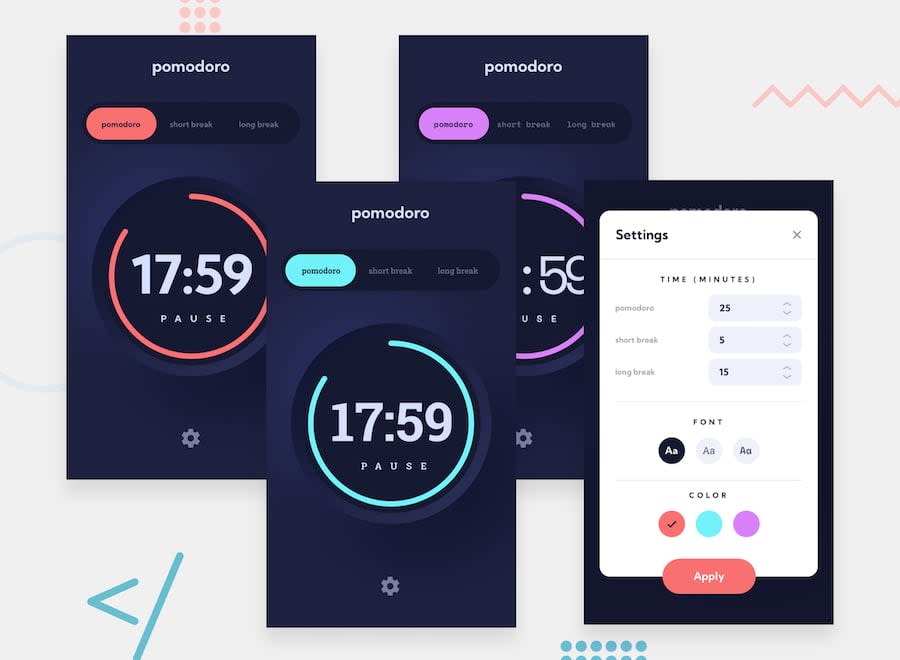 pomodoro
pomodoro short break long break
17:59
PAUSE
pomodoro
pomodoro short break long break
:59
USE
pomodoro
pomodoro short break long break
17:59
PAUSE
pomodoro
Settings
TIME (MINUTES)
pomodoro 25
short break 5
long break 15
FONT
Aa Aa Aa
COLOR
Apply